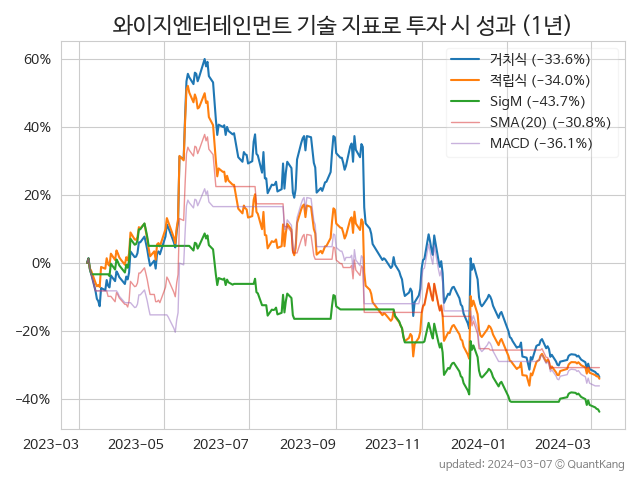 와이지엔터테인먼트 기술 지표로 투자 시 성과 (1년)
거치식 (−33.6%)
적립식 (−34.0%)
SigM (−43.7%)
SMA(20) (−30.8%)
MACD (−36.1%)
60%
40%
20%
0%
−20%
−40%
2023-03 2023-05 2023-07 2023-09 2023-11 2024-01 2024-03
updated: 2024-03-07 © QuantKang